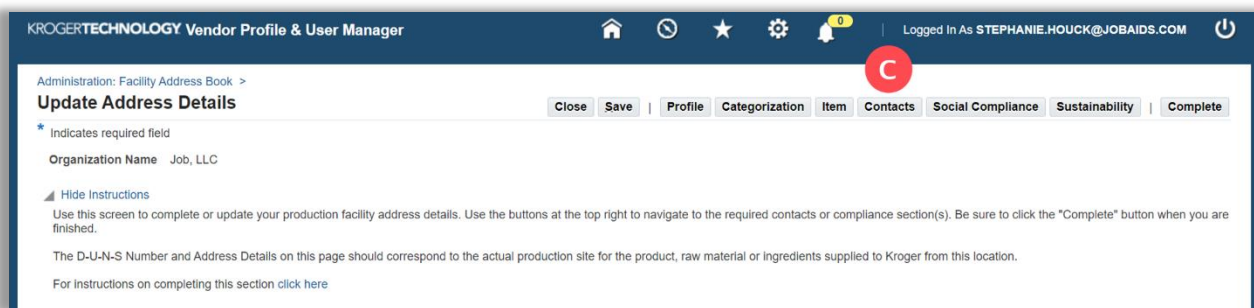 KROGERTECHNOLOGY Vendor Profile & User Manager
0
Logged In As STEPHANIE.HOUCK@JOBAIDS.COM
C
Administration: Facility Address Book >
Update Address Details
Close Save | Profile Categorization Item Contacts Social Compliance Sustainability | Complete
* Indicates required field
Organization Name Job, LLC
Hide Instructions
Use this screen to complete or update your production facility address details. Use the buttons at the top right to navigate to the required contacts or compliance section(s). Be sure to click the "Complete" button when you are
finished.
The D-U-N-S Number and Address Details on this page should correspond to the actual production site for the product, raw material or ingredients supplied to Kroger from this location.
For instructions on completing this section click here